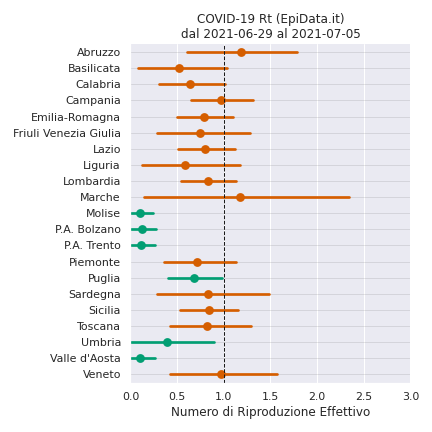 COVID-19 Rt (EpiData.it)
dal 2021-06-29 al 2021-07-05
Abruzzo
Basilicata
Calabria
Campania
Emilia-Romagna
Friuli Venezia Giulia
Lazio
Liguria
Lombardia
Marche
Molise
P.A. Bolzano
P.A. Trento
Piemonte
Puglia
Sardegna
Sicilia
Toscana
Umbria
Valle d'Aosta
Veneto
0.0 0.5 1.0 1.5 2.0 2.5 3.0
Numero di Riproduzione Effettivo